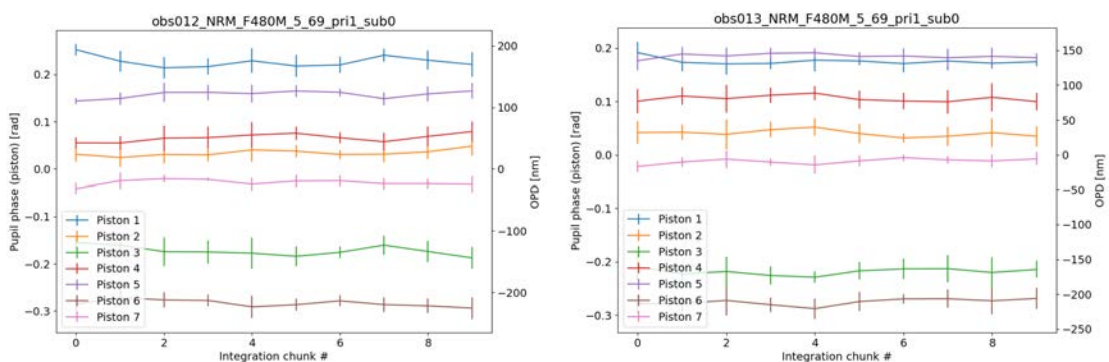 obs012_NRM_F480M_5_69_pri1_sub0
0.2
0.1
0.0
−0.1
−0.2
−0.3
Pupil phase (piston) [rad]
200
100
0
−100
−200
OPD [nm]
Piston 1
Piston 2
Piston 3
Piston 4
Piston 5
Piston 6
Piston 7
0 2 4 6 8
Integration chunk #
obs013_NRM_F480M_5_69_pri1_sub0
0.2
0.1
0.0
−0.1
−0.2
−0.3
Pupil phase (piston) [rad]
150
100
50
0
−50
−100
−150
−200
−250
OPD [nm]
Piston 1
Piston 2
Piston 3
Piston 4
Piston 5
Piston 6
Piston 7
0 2 4 6 8
Integration chunk #